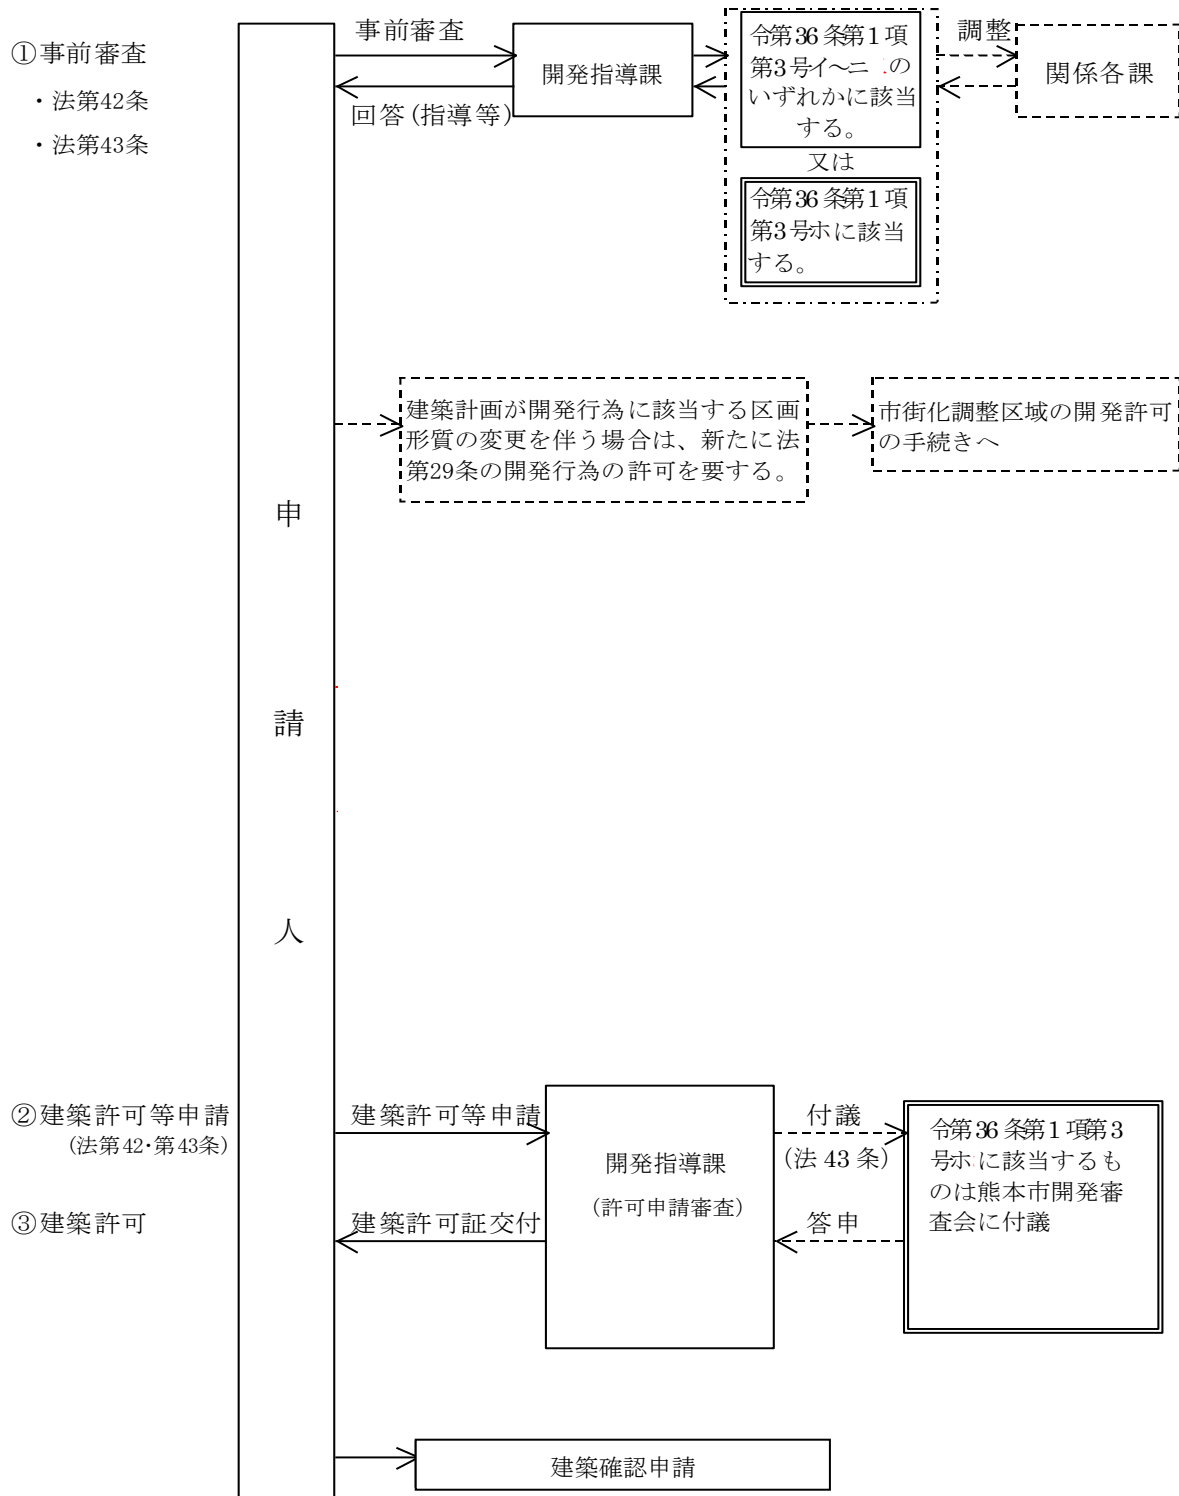 ①事前審査
・法第42条
・法第43条
事前審査
回答(指導等)
開発指導課
令第36条第1項
第3号イ～ニの
いずれかに該当
する。
又は
令第36条第1項
第3号ホに該当
する。
調整
関係各課
建築計画が開発行為に該当する区画
形質の変更を伴う場合は、新たに法
第29条の開発行為の許可を要する。
市街化調整区域の開発許可
の手続きへ
申
請
人
②建築許可等申請
(法第42・第43条)
③建築許可
建築許可等申請
建築許可証交付
開発指導課
(許可申請審査)
付議
(法43条)
答申
令第36条第1項第3
号ホに該当するも
のは熊本市開発審
査会に付議
建築確認申請